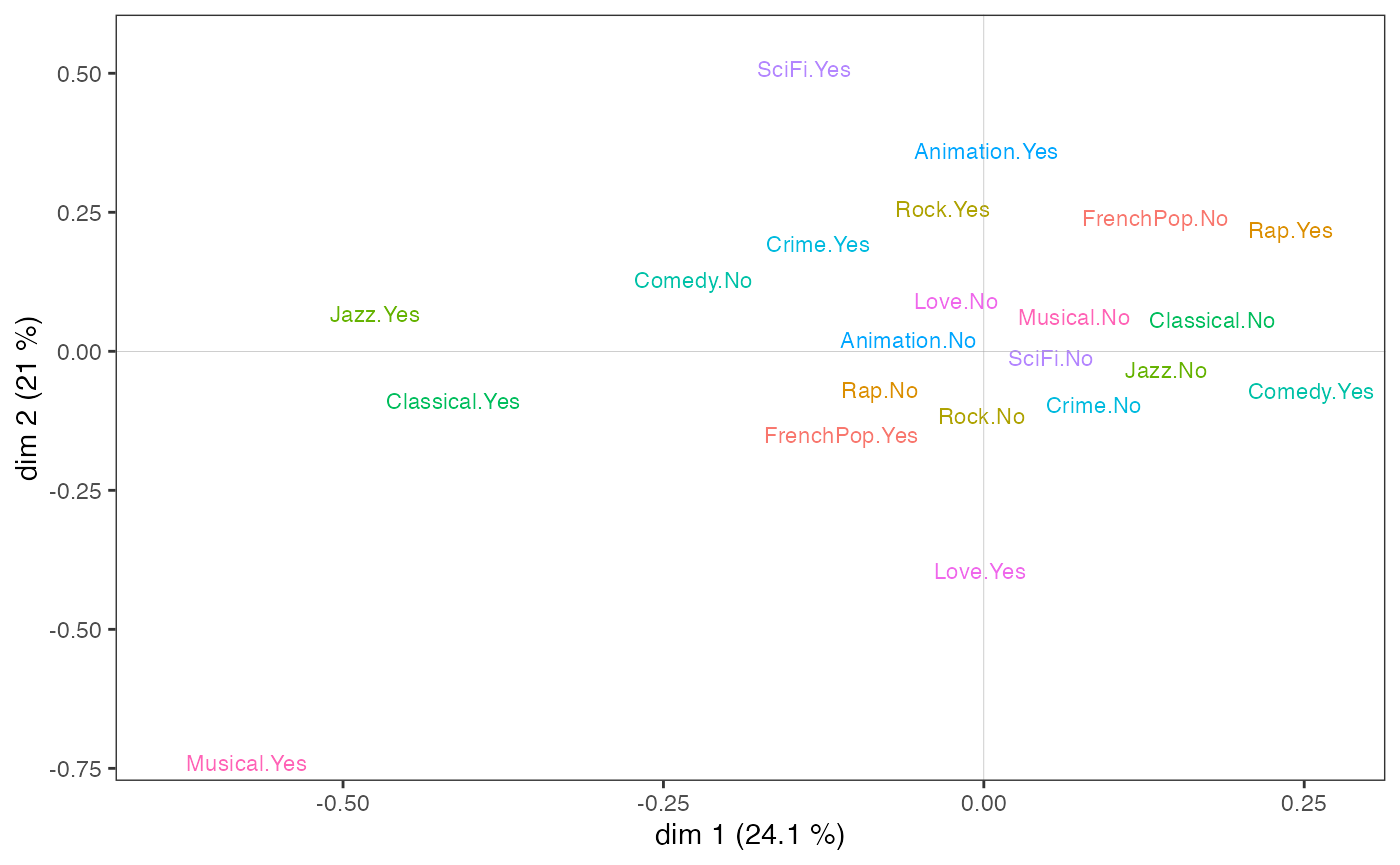 0.50
SciFi.Yes
Animation.Yes
0.25
Rock.Yes
FrenchPop.No
Rap.Yes
Crime.Yes
Comedy.No
Love.No
Jazz.Yes
Musical.No
Classical.No
0.00
Animation.No
SciFi.No
Jazz.No
Rap.No
Comedy.Yes
Classical.Yes
Crime.No
Rock.No
FrenchPop.Yes
dim 2 (21 %)
-0.25
Love.Yes
-0.50
Musical.Yes
-0.75
-0.50 -0.25 0.00 0.25
dim 1 (24.1 %)